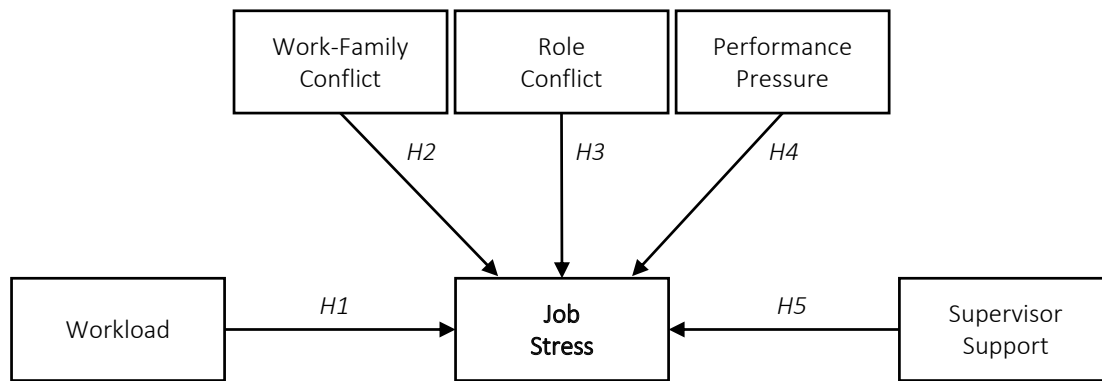 Work-Family
Conflict
Role
Conflict
Performance
Pressure
H2
H3
H4
Workload
H1
Job
Stress
H5
Supervisor
Support